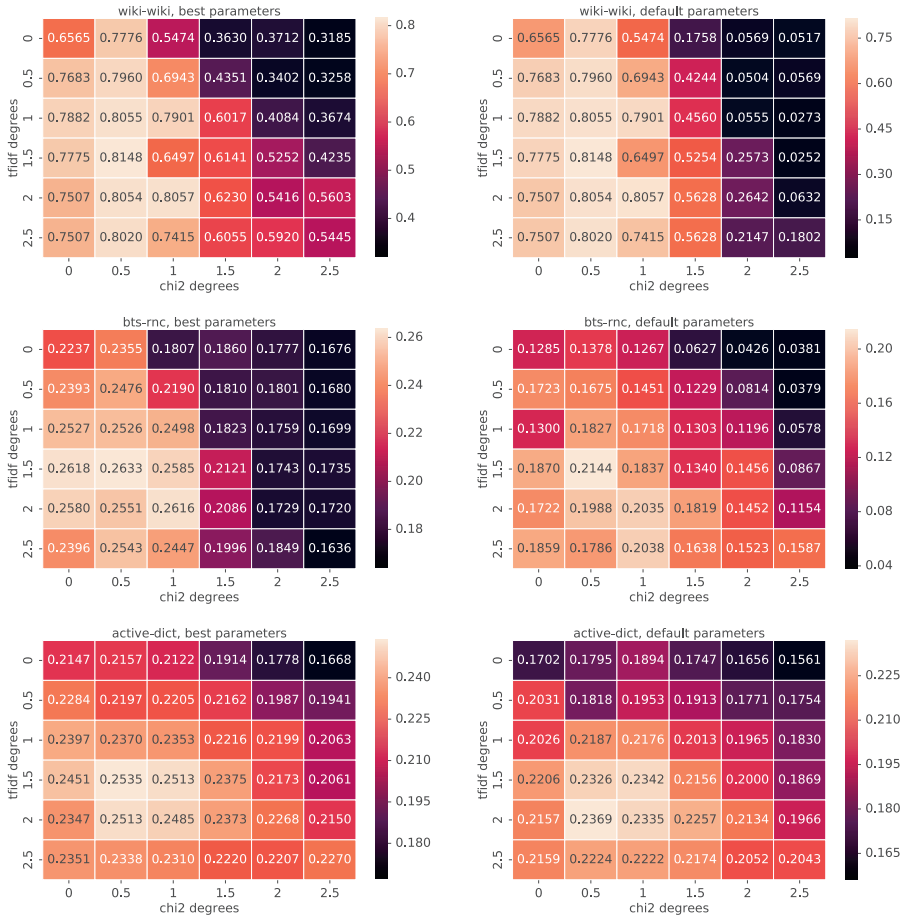 wiki-wiki, best parameters
tfidf degrees
0 0.6565 0.7776 0.5474 0.3630 0.3712 0.3185
0.5 0.7683 0.7960 0.6943 0.4351 0.3402 0.3258
1 0.7882 0.8055 0.7901 0.6017 0.4084 0.3674
1.5 0.7775 0.8148 0.6497 0.6141 0.5252 0.4235
2 0.7507 0.8054 0.8057 0.6230 0.5416 0.5603
2.5 0.7507 0.8020 0.7415 0.6055 0.5920 0.5445
0 0.5 1 1.5 2 2.5
chi2 degrees
0.8
0.7
0.6
0.5
0.4
wiki-wiki, default parameters
tfidf degrees
0 0.6565 0.7776 0.5474 0.1758 0.0569 0.0517
0.5 0.7683 0.7960 0.6943 0.4244 0.0504 0.0569
1 0.7882 0.8055 0.7901 0.4560 0.0555 0.0273
1.5 0.7775 0.8148 0.6497 0.5254 0.2573 0.0252
2 0.7507 0.8054 0.8057 0.5628 0.2642 0.0632
2.5 0.7507 0.8020 0.7415 0.5628 0.2147 0.1802
0 0.5 1 1.5 2 2.5
chi2 degrees
0.75
0.60
0.45
0.30
0.15
bts-rnc, best parameters
tfidf degrees
0 0.2237 0.2355 0.1807 0.1860 0.1777 0.1676
0.5 0.2393 0.2476 0.2190 0.1810 0.1801 0.1680
1 0.2527 0.2526 0.2498 0.1823 0.1759 0.1699
1.5 0.2618 0.2633 0.2585 0.2121 0.1743 0.1735
2 0.2580 0.2551 0.2616 0.2086 0.1729 0.1720
2.5 0.2396 0.2543 0.2447 0.1996 0.1849 0.1636
0 0.5 1 1.5 2 2.5
chi2 degrees
0.26
0.24
0.22
0.20
0.18
bts-rnc, default parameters
tfidf degrees
0 0.1285 0.1378 0.1267 0.0627 0.0426 0.0381
0.5 0.1723 0.1675 0.1451 0.1229 0.0814 0.0379
1 0.1300 0.1827 0.1718 0.1303 0.1196 0.0578
1.5 0.1870 0.2144 0.1837 0.1340 0.1456 0.0867
2 0.1722 0.1988 0.2035 0.1819 0.1452 0.1154
2.5 0.1859 0.1786 0.2038 0.1638 0.1523 0.1587
0 0.5 1 1.5 2 2.5
chi2 degrees
0.20
0.16
0.12
0.08
0.04
active-dict, best parameters
tfidf degrees
0 0.2147 0.2157 0.2122 0.1914 0.1778 0.1668
0.5 0.2284 0.2197 0.2205 0.2162 0.1987 0.1941
1 0.2397 0.2370 0.2353 0.2216 0.2199 0.2063
1.5 0.2451 0.2535 0.2513 0.2375 0.2173 0.2061
2 0.2347 0.2513 0.2485 0.2373 0.2268 0.2150
2.5 0.2351 0.2338 0.2310 0.2220 0.2207 0.2270
0 0.5 1 1.5 2 2.5
chi2 degrees
0.240
0.225
0.210
0.195
0.180
active-dict, default parameters
tfidf degrees
0 0.1702 0.1795 0.1894 0.1747 0.1656 0.1561
0.5 0.2031 0.1818 0.1953 0.1913 0.1771 0.1754
1 0.2026 0.2187 0.2176 0.2013 0.1965 0.1830
1.5 0.2206 0.2326 0.2342 0.2156 0.2000 0.1869
2 0.2157 0.2369 0.2335 0.2257 0.2134 0.1966
2.5 0.2159 0.2224 0.2222 0.2174 0.2052 0.2043
0 0.5 1 1.5 2 2.5
chi2 degrees
0.225
0.210
0.195
0.180
0.165